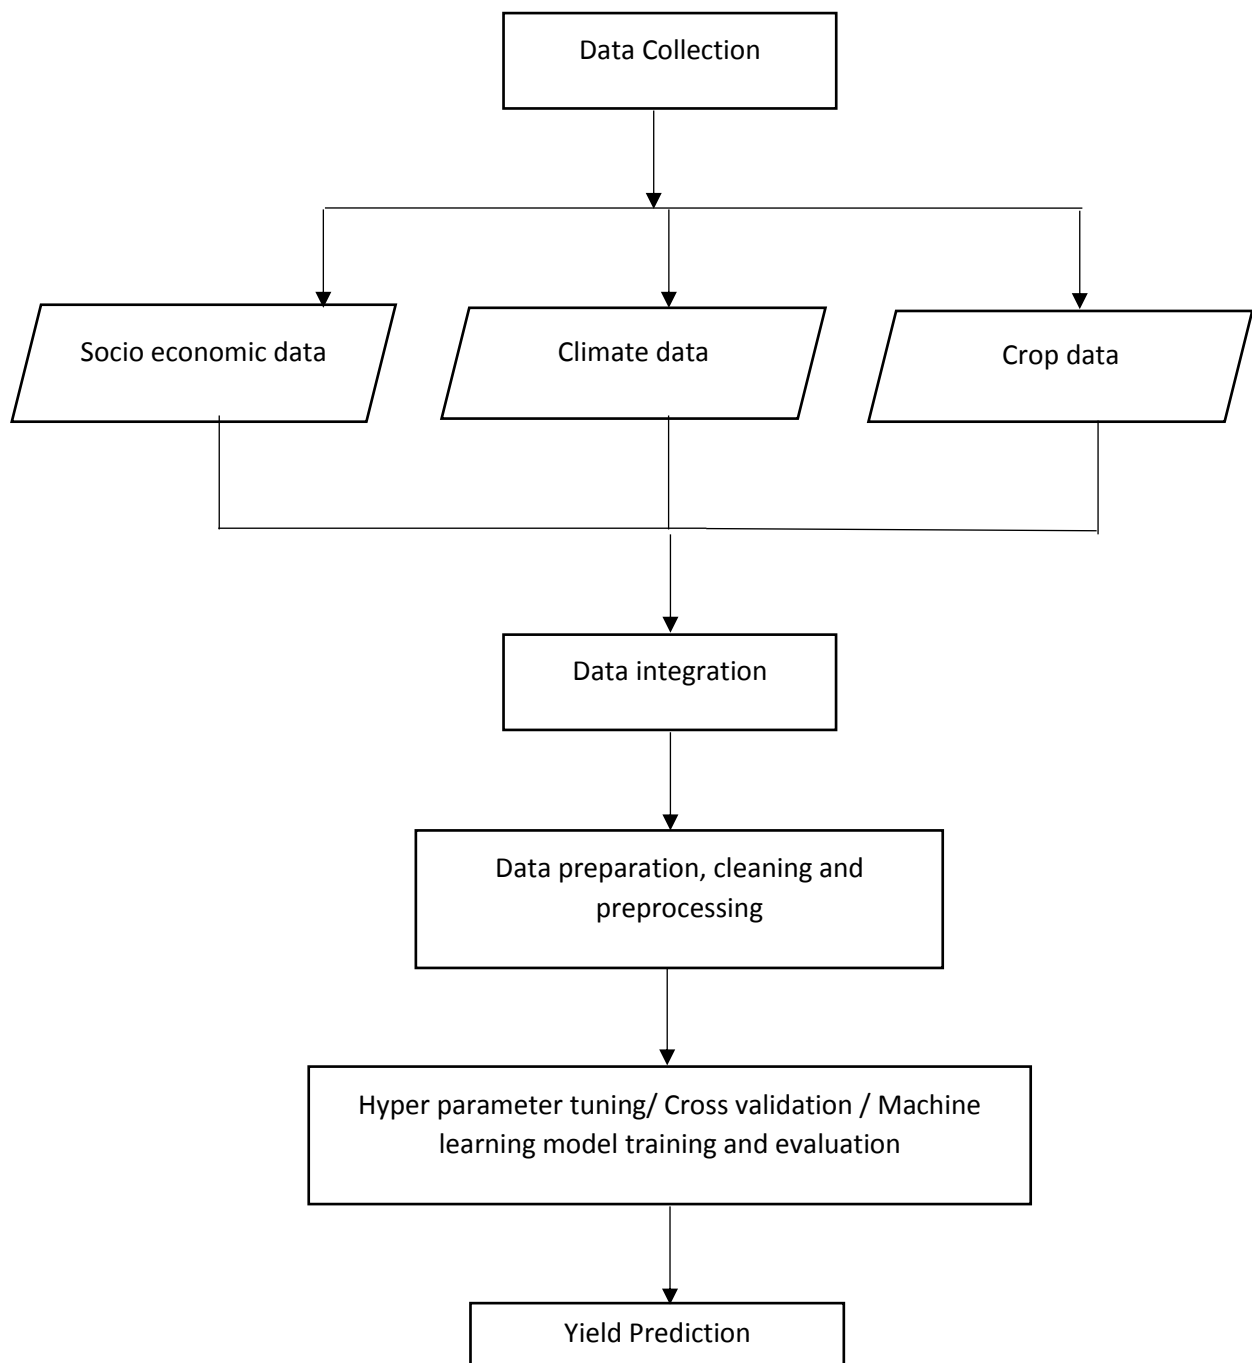 Data Collection
Socio economic data
Climate data
Crop data
Data integration
Data preparation, cleaning and
preprocessing
Hyper parameter tuning/ Cross validation / Machine
learning model training and evaluation
Yield Prediction